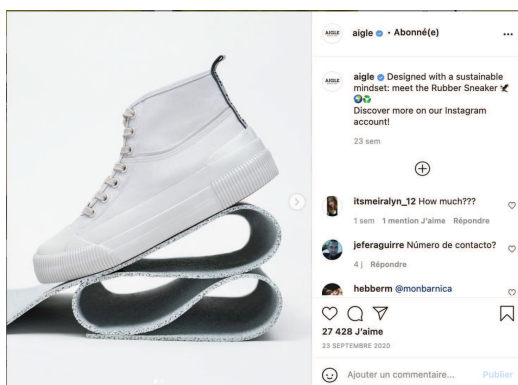 AIGLE
aigle • Abonné(e)
AIGLE
aigle Designed with a sustainable
mindset: meet the Rubber Sneaker
Discover more on our Instagram
account!
23 sem
itsmeiralyn_12 How much???
1 sem 1 mention J'aime Répondre
jeferaguirre Número de contacto?
4 j Répondre
hebberm @monbarnica
27 428 J'aime
23 SEPTEMBRE 2020
Ajouter un commentaire...
Publier